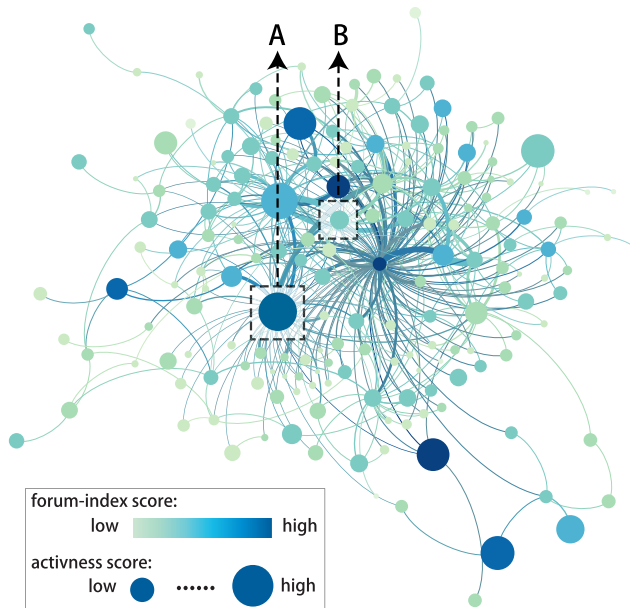 A B
forum-index score:
low high
activness score:
low ...... high